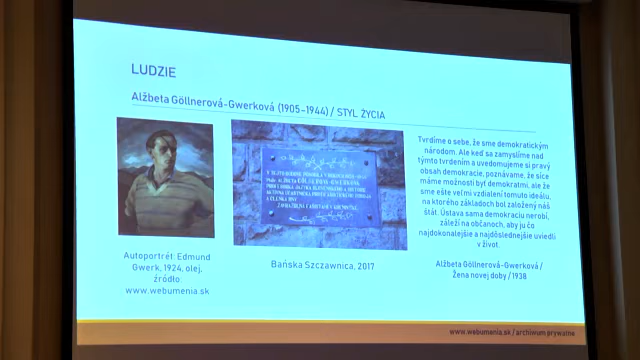 LUDZIE
Alžbeta Göllnerová-Gwerková (1905-1944) / STYL ŻYCIA
Autoportrét: Edmund
Gwerk, 1924, olej.
źródło:
www.webumenia.sk
Bańska Szczawnica, 2017
Tvrdíme o sebe, že sme demokratickým
národom. Ale keď sa zamyslíme nad
týmto tvrdením a uvedomujeme si pravý
obsah demokracie, poznávame, že síce
máme možnosti byť demokratmi, ale že
sme ešte veľmi vzdialení tomuto ideálu,
na ktorého základoch bol založený náš
štát. Ústava sama demokraciu nerobí,
záleží na občanoch, aby ju čo
najdokonalejšie a najdôslednejšie uviedli
v život.
Alžbeta Göllnerová-Gwerková /
Žena novej doby / 1938
www.webumenia.sk / archiwum prywatne